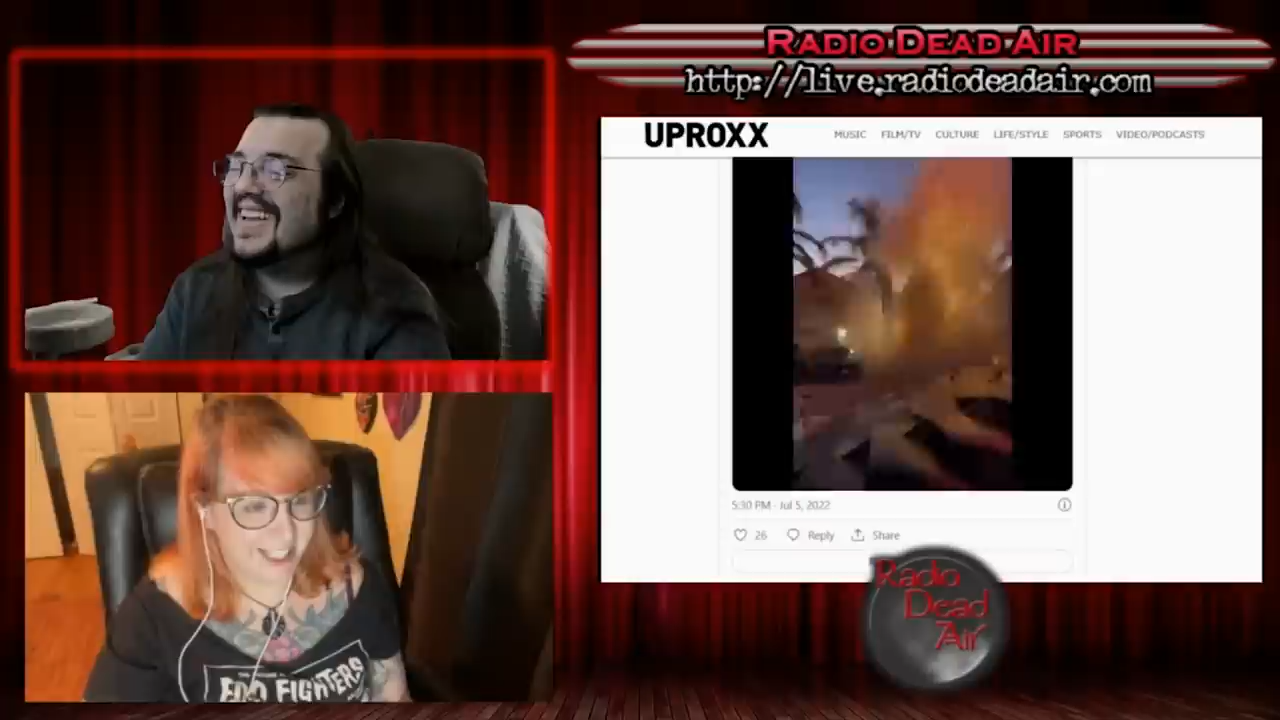 Radio Dead Air
http://live.radiodeadair.com
UPROXX
MUSIC FILM/TV CULTURE LIFE/STYLE SPORTS VIDEO/PODCASTS
5:30 PM · Jul 5, 2022
26 Reply Share
Radio
Dead
Air
FOO FIGHTERS